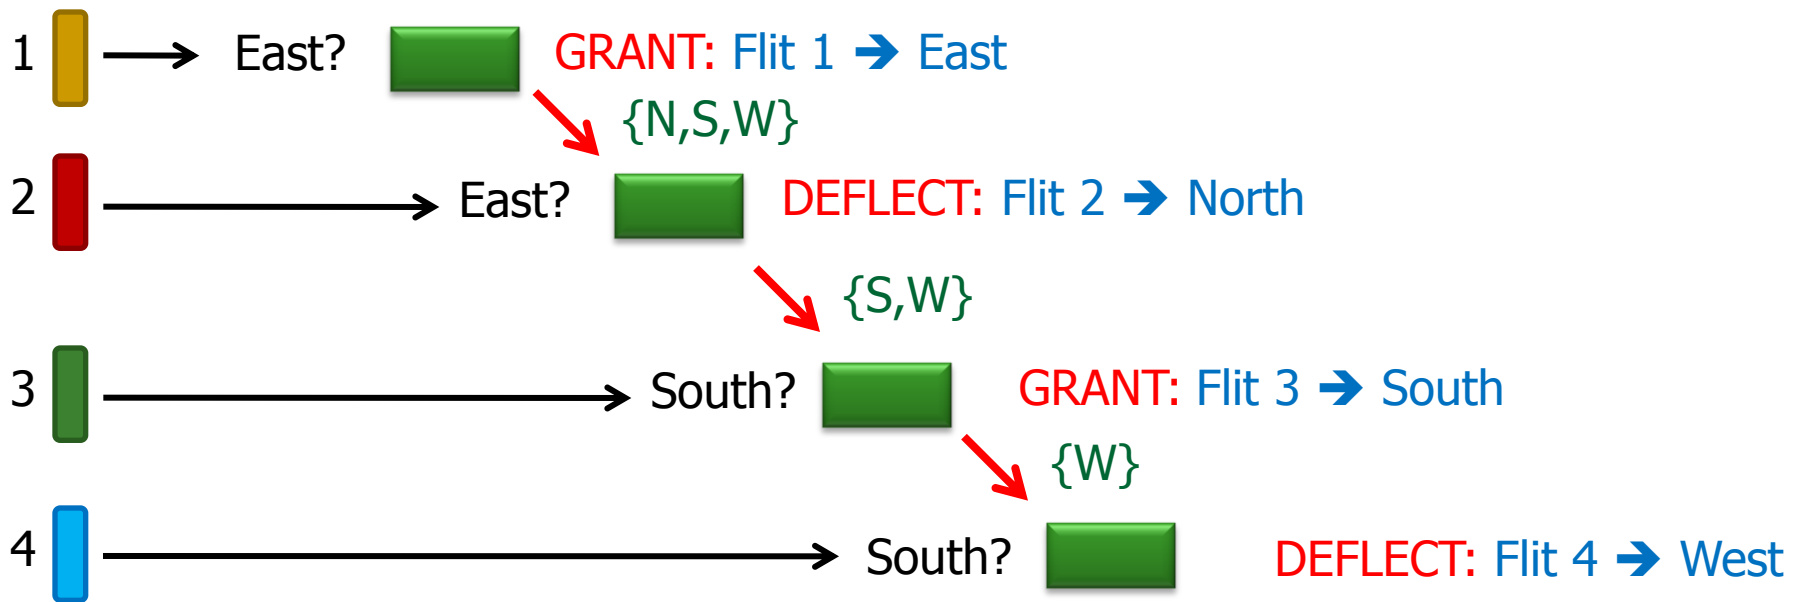 1 East? GRANT: Flit 1 ➔ East
{N,S,W}
2 East? DEFLECT: Flit 2 ➔ North
{S,W}
3 South? GRANT: Flit 3 ➔ South
{W}
4 South? DEFLECT: Flit 4 ➔ West